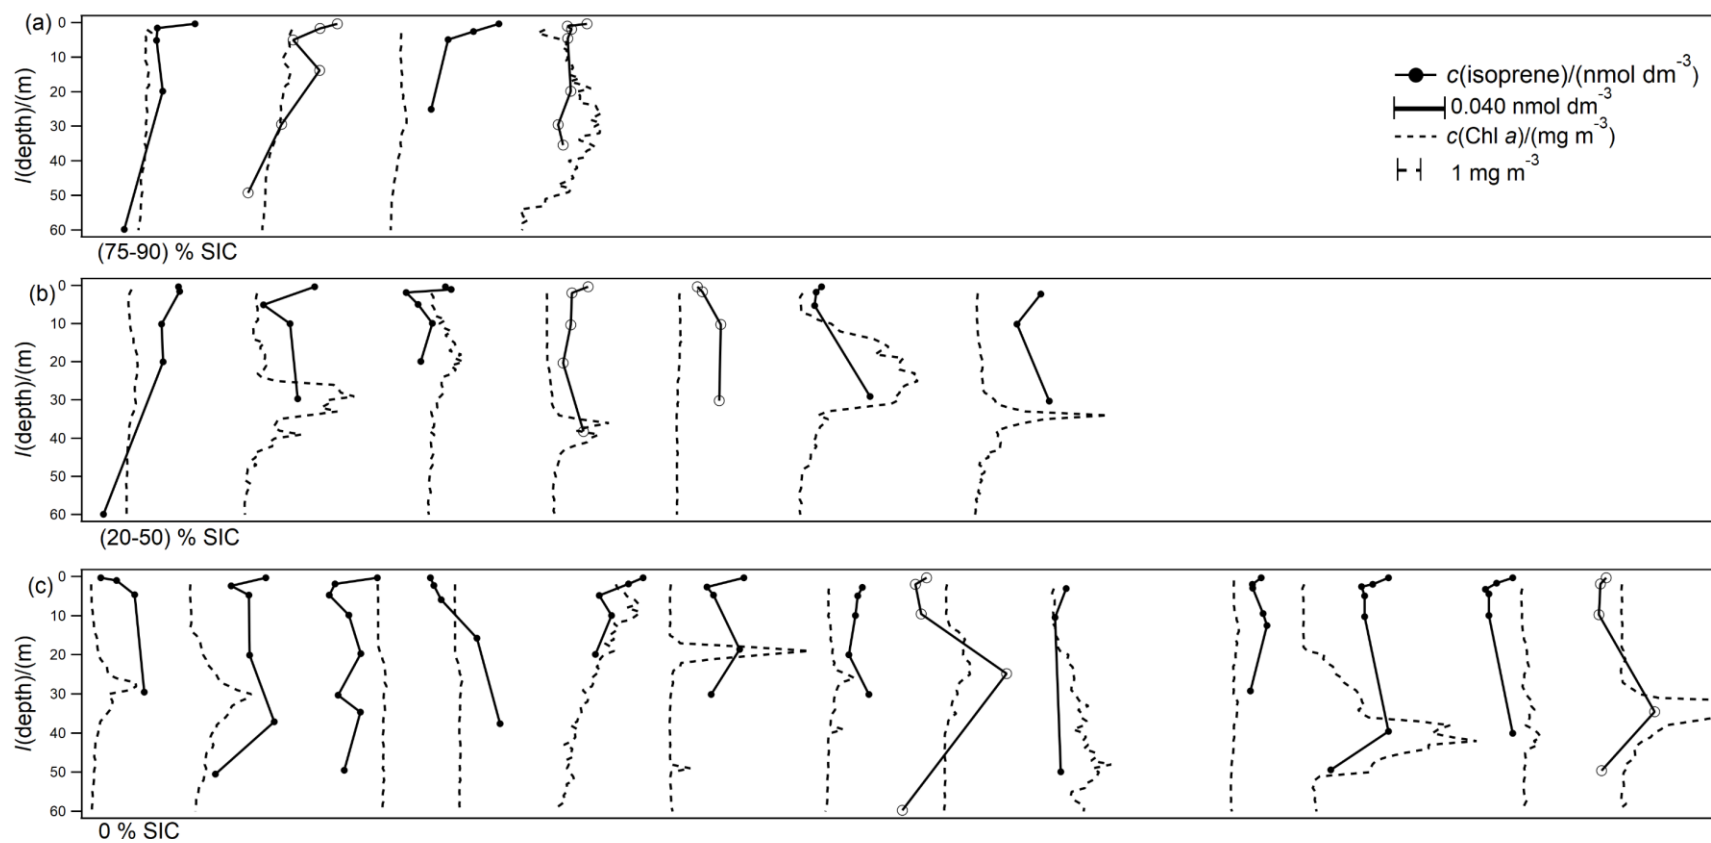 (a)
0
10
20
30
40
50
60
l(depth)/(m)
c(isoprene)/(nmol dm⁻³)
0.040 nmol dm⁻³
c(Chl a)/(mg m⁻³)
1 mg m⁻³
(75-90) % SIC
(b)
0
10
20
30
40
50
60
l(depth)/(m)
(20-50) % SIC
(c)
0
10
20
30
40
50
60
l(depth)/(m)
0 % SIC